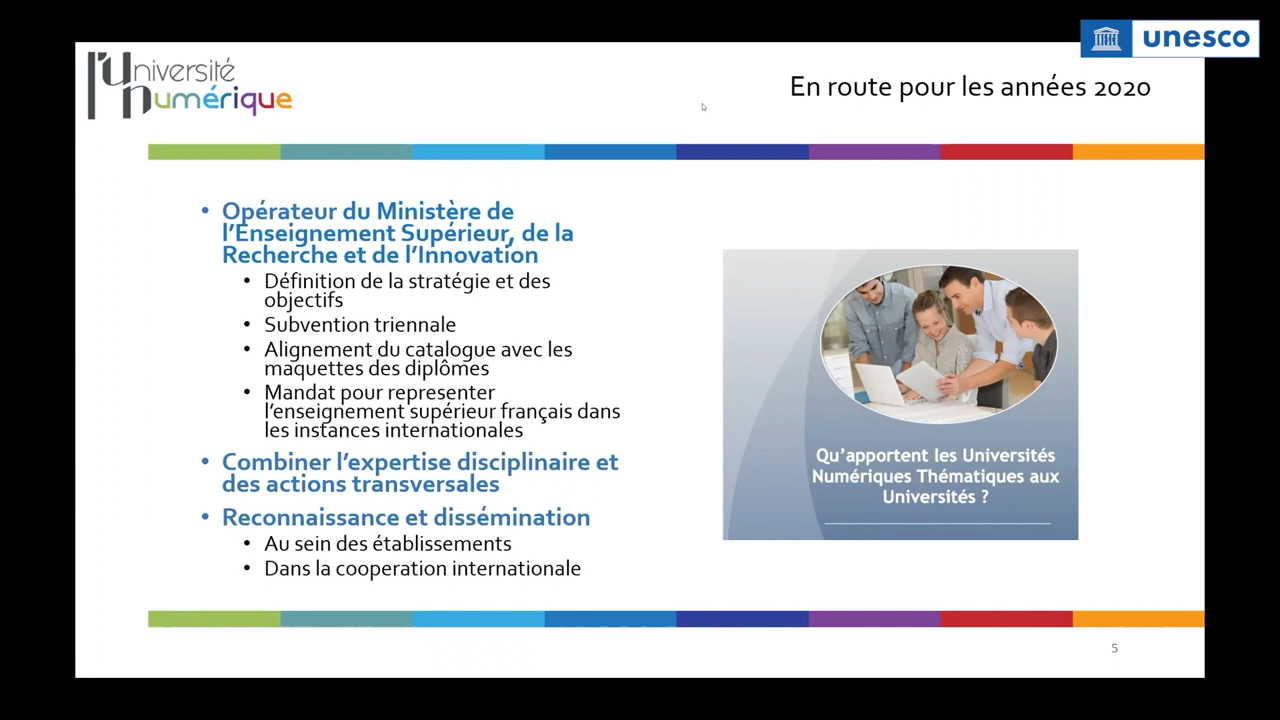 unesco
l'Université
numérique
En route pour les années 2020
• Opérateur du Ministère de
l'Enseignement Supérieur, de la
Recherche et de l'Innovation
• Définition de la stratégie et des
objectifs
• Subvention triennale
• Alignement du catalogue avec les
maquettes des diplômes
• Mandat pour representer
l'enseignement supérieur français dans
les instances internationales
• Combiner l'expertise disciplinaire et
des actions transversales
• Reconnaissance et dissémination
• Au sein des établissements
• Dans la cooperation internationale
Qu'apportent les Universités
Numériques Thématiques aux
Universités ?
5